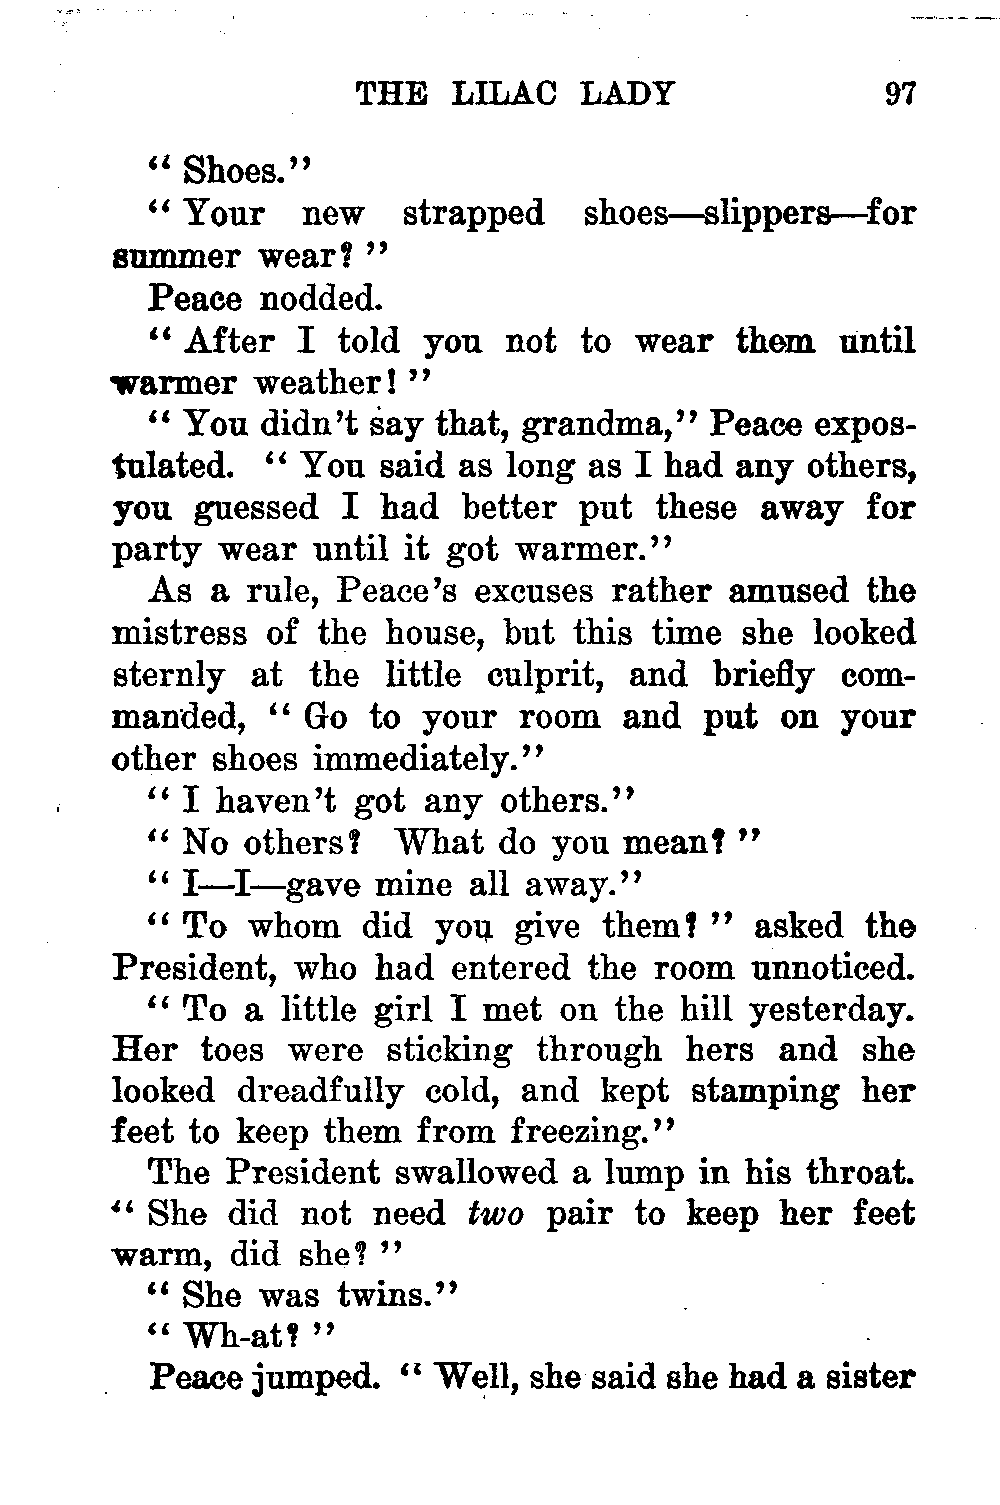 THE LILAC LADY 97
“ Shoes.”
“ Your new strapped shoes—slippers—for
summer wear? ”
Peace nodded.
“ After I told you not to wear them until
warmer weather! ”
“ You didn’t say that, grandma,” Peace expos-
tulated. “ You said as long as I had any others,
you guessed I had better put these away for
party wear until it got warmer.”
As a rule, Peace’s excuses rather amused the
mistress of the house, but this time she looked
sternly at the little culprit, and briefly com-
manded, “ Go to your room and put on your
other shoes immediately.”
“ I haven’t got any others.”
“ No others? What do you mean? ”
“ I—I—gave mine all away.”
“ To whom did you give them? ” asked the
President, who had entered the room unnoticed.
“ To a little girl I met on the hill yesterday.
Her toes were sticking through hers and she
looked dreadfully cold, and kept stamping her
feet to keep them from freezing.”
The President swallowed a lump in his throat.
“ She did not need two pair to keep her feet
warm, did she? ”
“ She was twins.”
“ Wh-at? ”
Peace jumped. “ Well, she said she had a sister